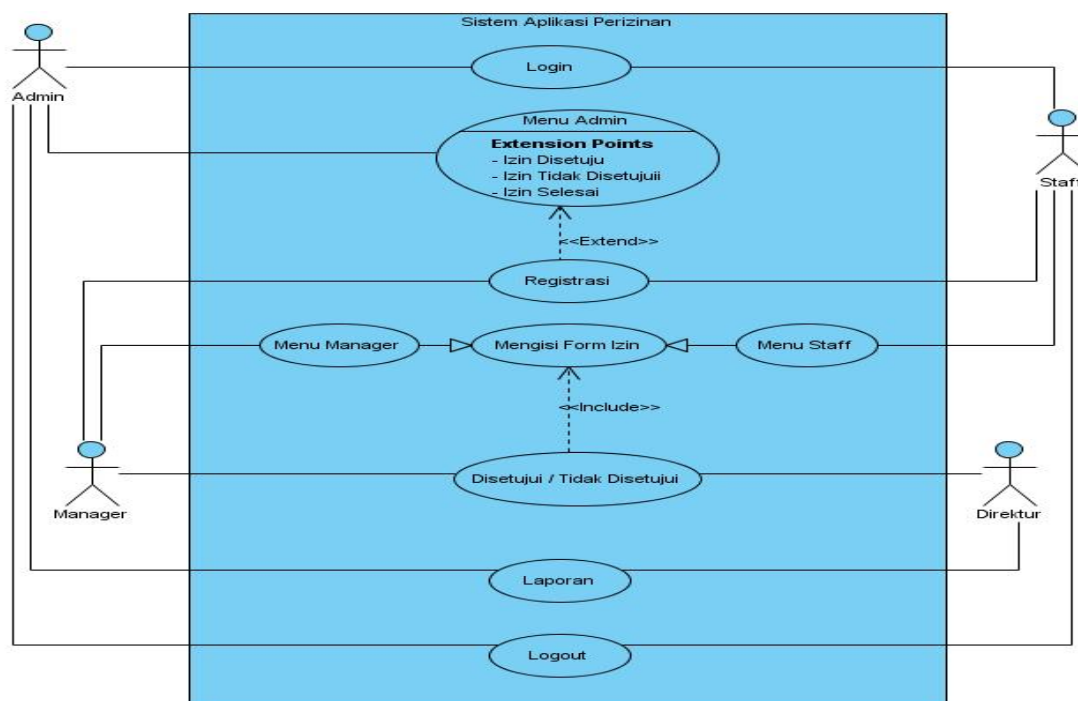 Sistem Aplikasi Perizinan
Login
Admin
Menu Admin
Extension Points
- Izin Disetuju
- Izin Tidak Disetujuii
- Izin Selesai
Staff
<<Extend>>
Registrasi
Menu Manager
Mengisi Form Izin
Menu Staff
<<Include>>
Disetujui / Tidak Disetujui
Manager
Direktur
Laporan
Logout